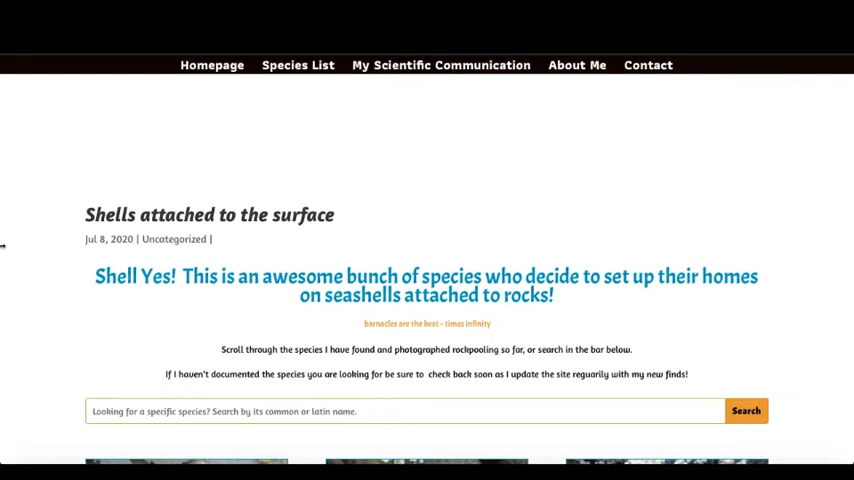 Homepage Species List My Scientific Communication About Me Contact
Shells attached to the surface
Jul 8, 2020 | Uncategorized |
Shell Yes! This is an awesome bunch of species who decide to set up their homes
on seashells attached to rocks!
barnacles are the beat – times infinity
Scroll through the species I have found and photographed rockpooling so far, or search in the bar below.
If I haven't documented the species you are looking for be sure to check back soon as I update the site reguarily with my new finds!
Looking for a specific species? Search by its common or latin name. Search